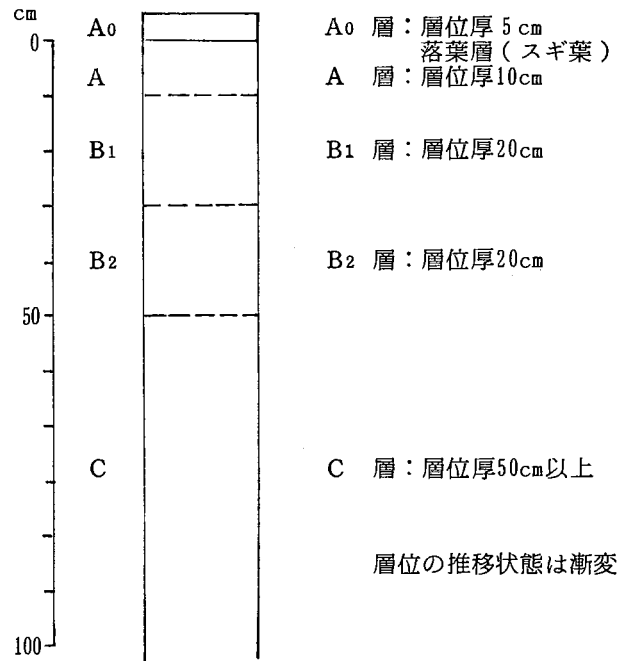 cm
0
50
100
A0
A
B1
B2
C
A0 層：層位厚 5cm
落葉層（スギ葉）
A 層：層位厚10cm
B1 層：層位厚20cm
B2 層：層位厚20cm
C 層：層位厚50cm以上
層位の推移状態は漸変